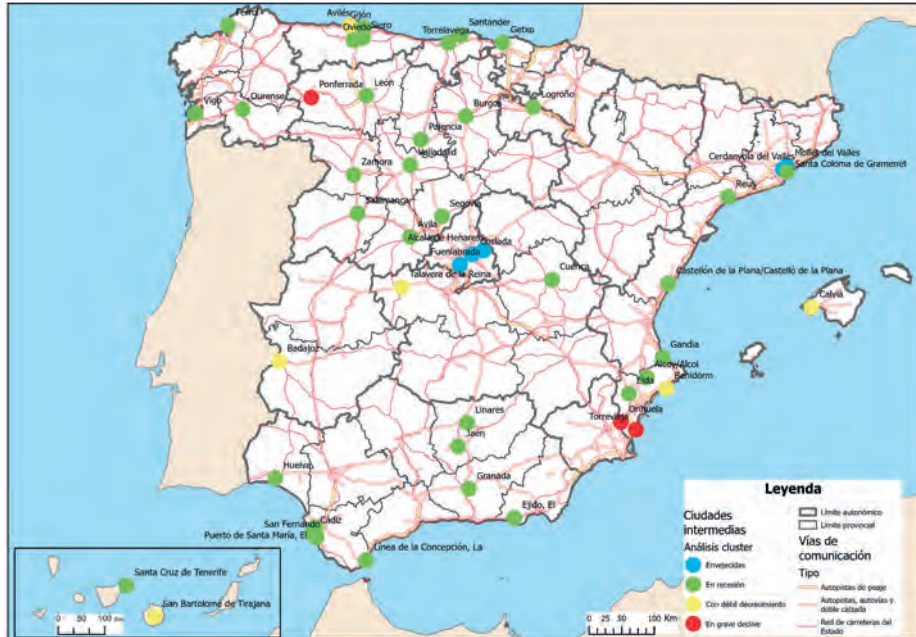 Ferrol
Avilés
Gijón
Oviedo
Siero
Torrelavega
Santander
Getxo
Ponferrada
León
Vigo
Ourense
Burgos
Logroño
Palencia
Valladolid
Zamora
Cerdanyola del Vallès
Mollet del Valles
Santa Coloma de Gramenet
Reus
Salamanca
Segovia
Ávila
Alcalá de Henares
Coslada
Fuenlabrada
Talavera de la Reina
Cuenca
Castellón de la Plana/Castelló de la Plana
Calvià
Badajoz
Gandia
Alcoy/Alcoi
Benidorm
Elda
Torrevieja
Orihuela
Linares
Jaén
Huelva
Granada
Ejido, El
San Fernando
Cádiz
Puerto de Santa María, El
Línea de la Concepción, La
Santa Cruz de Tenerife
San Bartolomé de Tirajana
0 50 100
0 25 50 100 Km
Leyenda
Ciudades
intermedias
Análisis cluster
Envejecidas
En recesión
Con débil decrecimiento
En grave declive
Límite autonómico
Límite provincial
Vías de
comunicación
Tipo
Autopistas de peaje
Autopistas, autovías y
doble calzada
Red de carreteras del
Estado